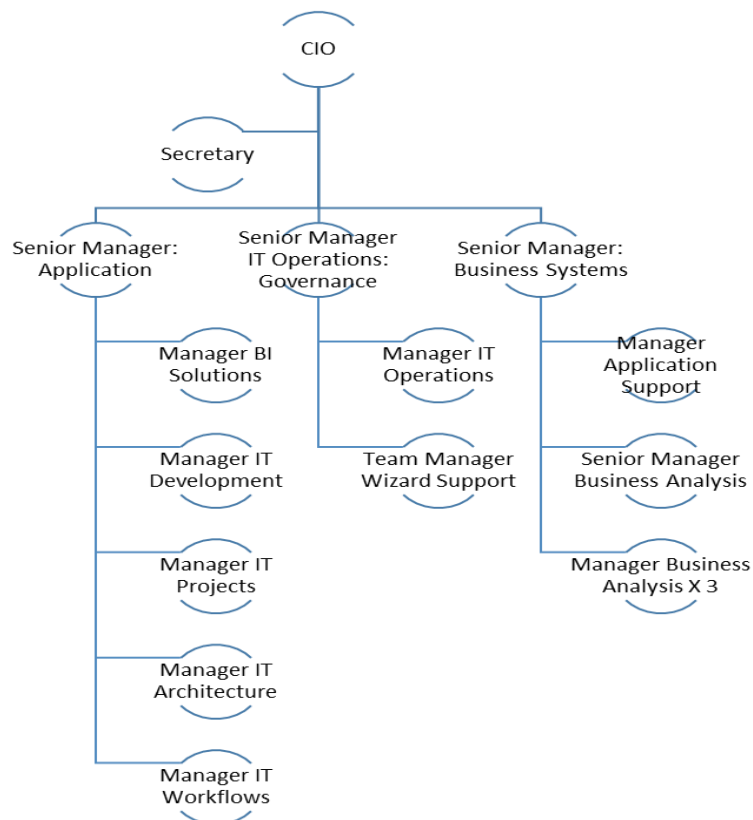 CIO
Secretary
Senior Manager:
Application
Senior Manager
IT Operations:
Governance
Senior Manager:
Business Systems
Manager BI
Solutions
Manager IT
Development
Manager IT
Projects
Manager IT
Architecture
Manager IT
Workflows
Manager IT
Operations
Team Manager
Wizard Support
Manager
Application
Support
Senior Manager
Business Analysis
Manager Business
Analysis X 3